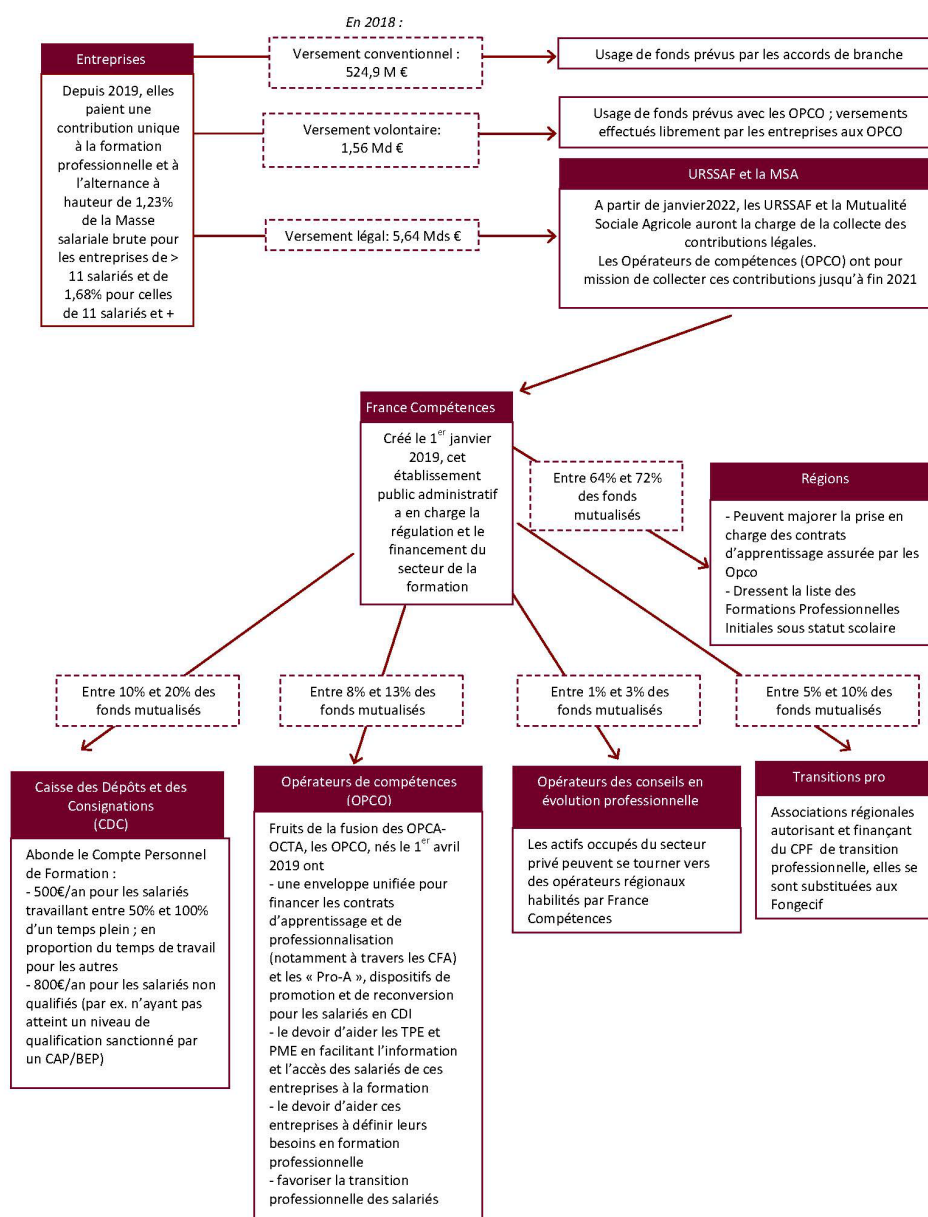 En 2018 :
Entreprises
Depuis 2019, elles
paient une
contribution unique
à la formation
professionnelle et à
l’alternance à
hauteur de 1,23%
de la Masse
salariale brute pour
les entreprises de >
11 salariés et de
1,68% pour celles
de 11 salariés et +
Versement conventionnel :
524,9 M €
Usage de fonds prévus par les accords de branche
Versement volontaire:
1,56 Md €
Usage de fonds prévus avec les OPCO ; versements
effectués librement par les entreprises aux OPCO
Versement légal: 5,64 Mds €
URSSAF et la MSA
A partir de janvier2022, les URSSAF et la Mutualité
Sociale Agricole auront la charge de la collecte des
contributions légales.
Les Opérateurs de compétences (OPCO) ont pour
mission de collecter ces contributions jusqu’à fin 2021
France Compétences
Créé le 1er janvier
2019, cet
établissement
public administratif
a en charge la
régulation et le
financement du
secteur de la
formation
Entre 64% et 72%
des fonds
mutualisés
Régions
- Peuvent majorer la prise en
charge des contrats
d’apprentissage assurée par les
Opco
- Dressent la liste des
Formations Professionnelles
Initiales sous statut scolaire
Entre 10% et 20% des
fonds mutualisés
Entre 8% et 13% des
fonds mutualisés
Entre 1% et 3% des
fonds mutualisés
Entre 5% et 10% des
fonds mutualisés
Caisse des Dépôts et des
Consignations
(CDC)
Abonde le Compte Personnel
de Formation :
- 500€/an pour les salariés
travaillant entre 50% et 100%
d’un temps plein ; en
proportion du temps de travail
pour les autres
- 800€/an pour les salariés non
qualifiés (par ex. n’ayant pas
atteint un niveau de
qualification sanctionné par
un CAP/BEP)
Opérateurs de compétences
(OPCO)
Fruits de la fusion des OPCA-
OCTA, les OPCO, nés le 1er avril
2019 ont
- une enveloppe unifiée pour
financer les contrats
d’apprentissage et de
professionnalisation
(notamment à travers les CFA)
et les « Pro-A », dispositifs de
promotion et de reconversion
pour les salariés en CDI
- le devoir d’aider les TPE et
PME en facilitant l’information
et l’accès des salariés de ces
entreprises à la formation
- le devoir d’aider ces
entreprises à définir leurs
besoins en formation
professionnelle
- favoriser la transition
professionnelle des salariés
Opérateurs des conseils en
évolution professionnelle
Les actifs occupés du secteur
privé peuvent se tourner vers
des opérateurs régionaux
habilités par France
Compétences
Transitions pro
Associations régionales
autorisant et finançant
du CPF de transition
professionnelle, elles se
sont substituées aux
Fongecif